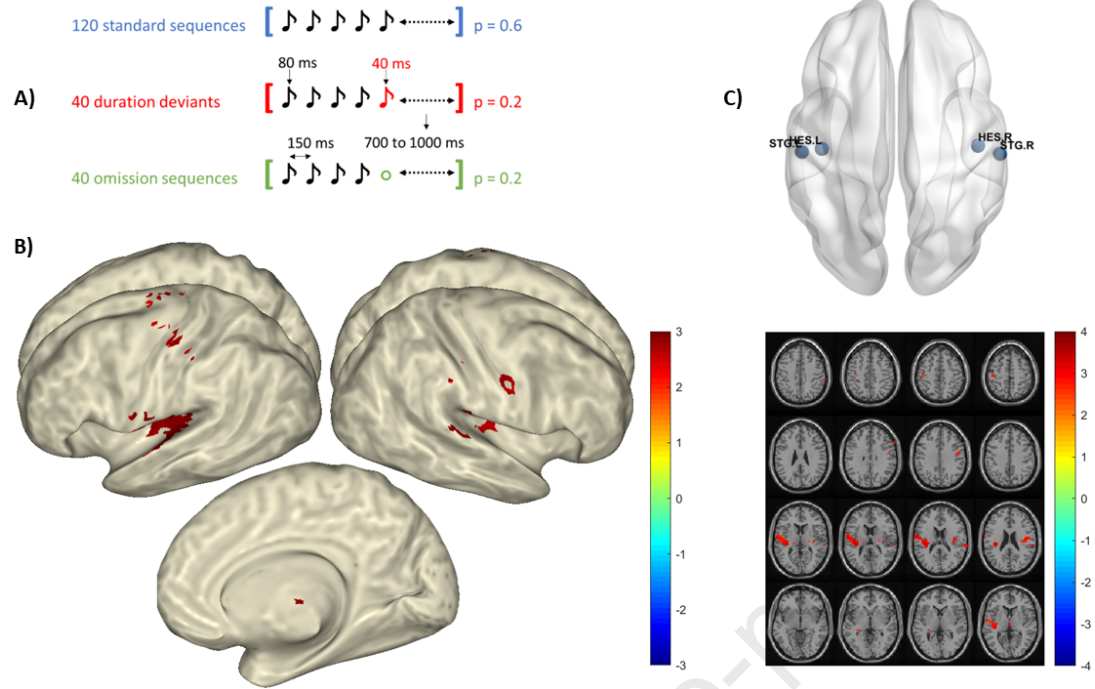 120 standard sequences [ ] p = 0.6
80 ms 40 ms
A) 40 duration deviants [ ] p = 0.2
150 ms 700 to 1000 ms
40 omission sequences [ ] p = 0.2
C)
STG.L HES.L HES.R STG.R
B)
3
2
1
0
-1
-2
-3
4
3
2
1
0
-1
-2
-3
-4